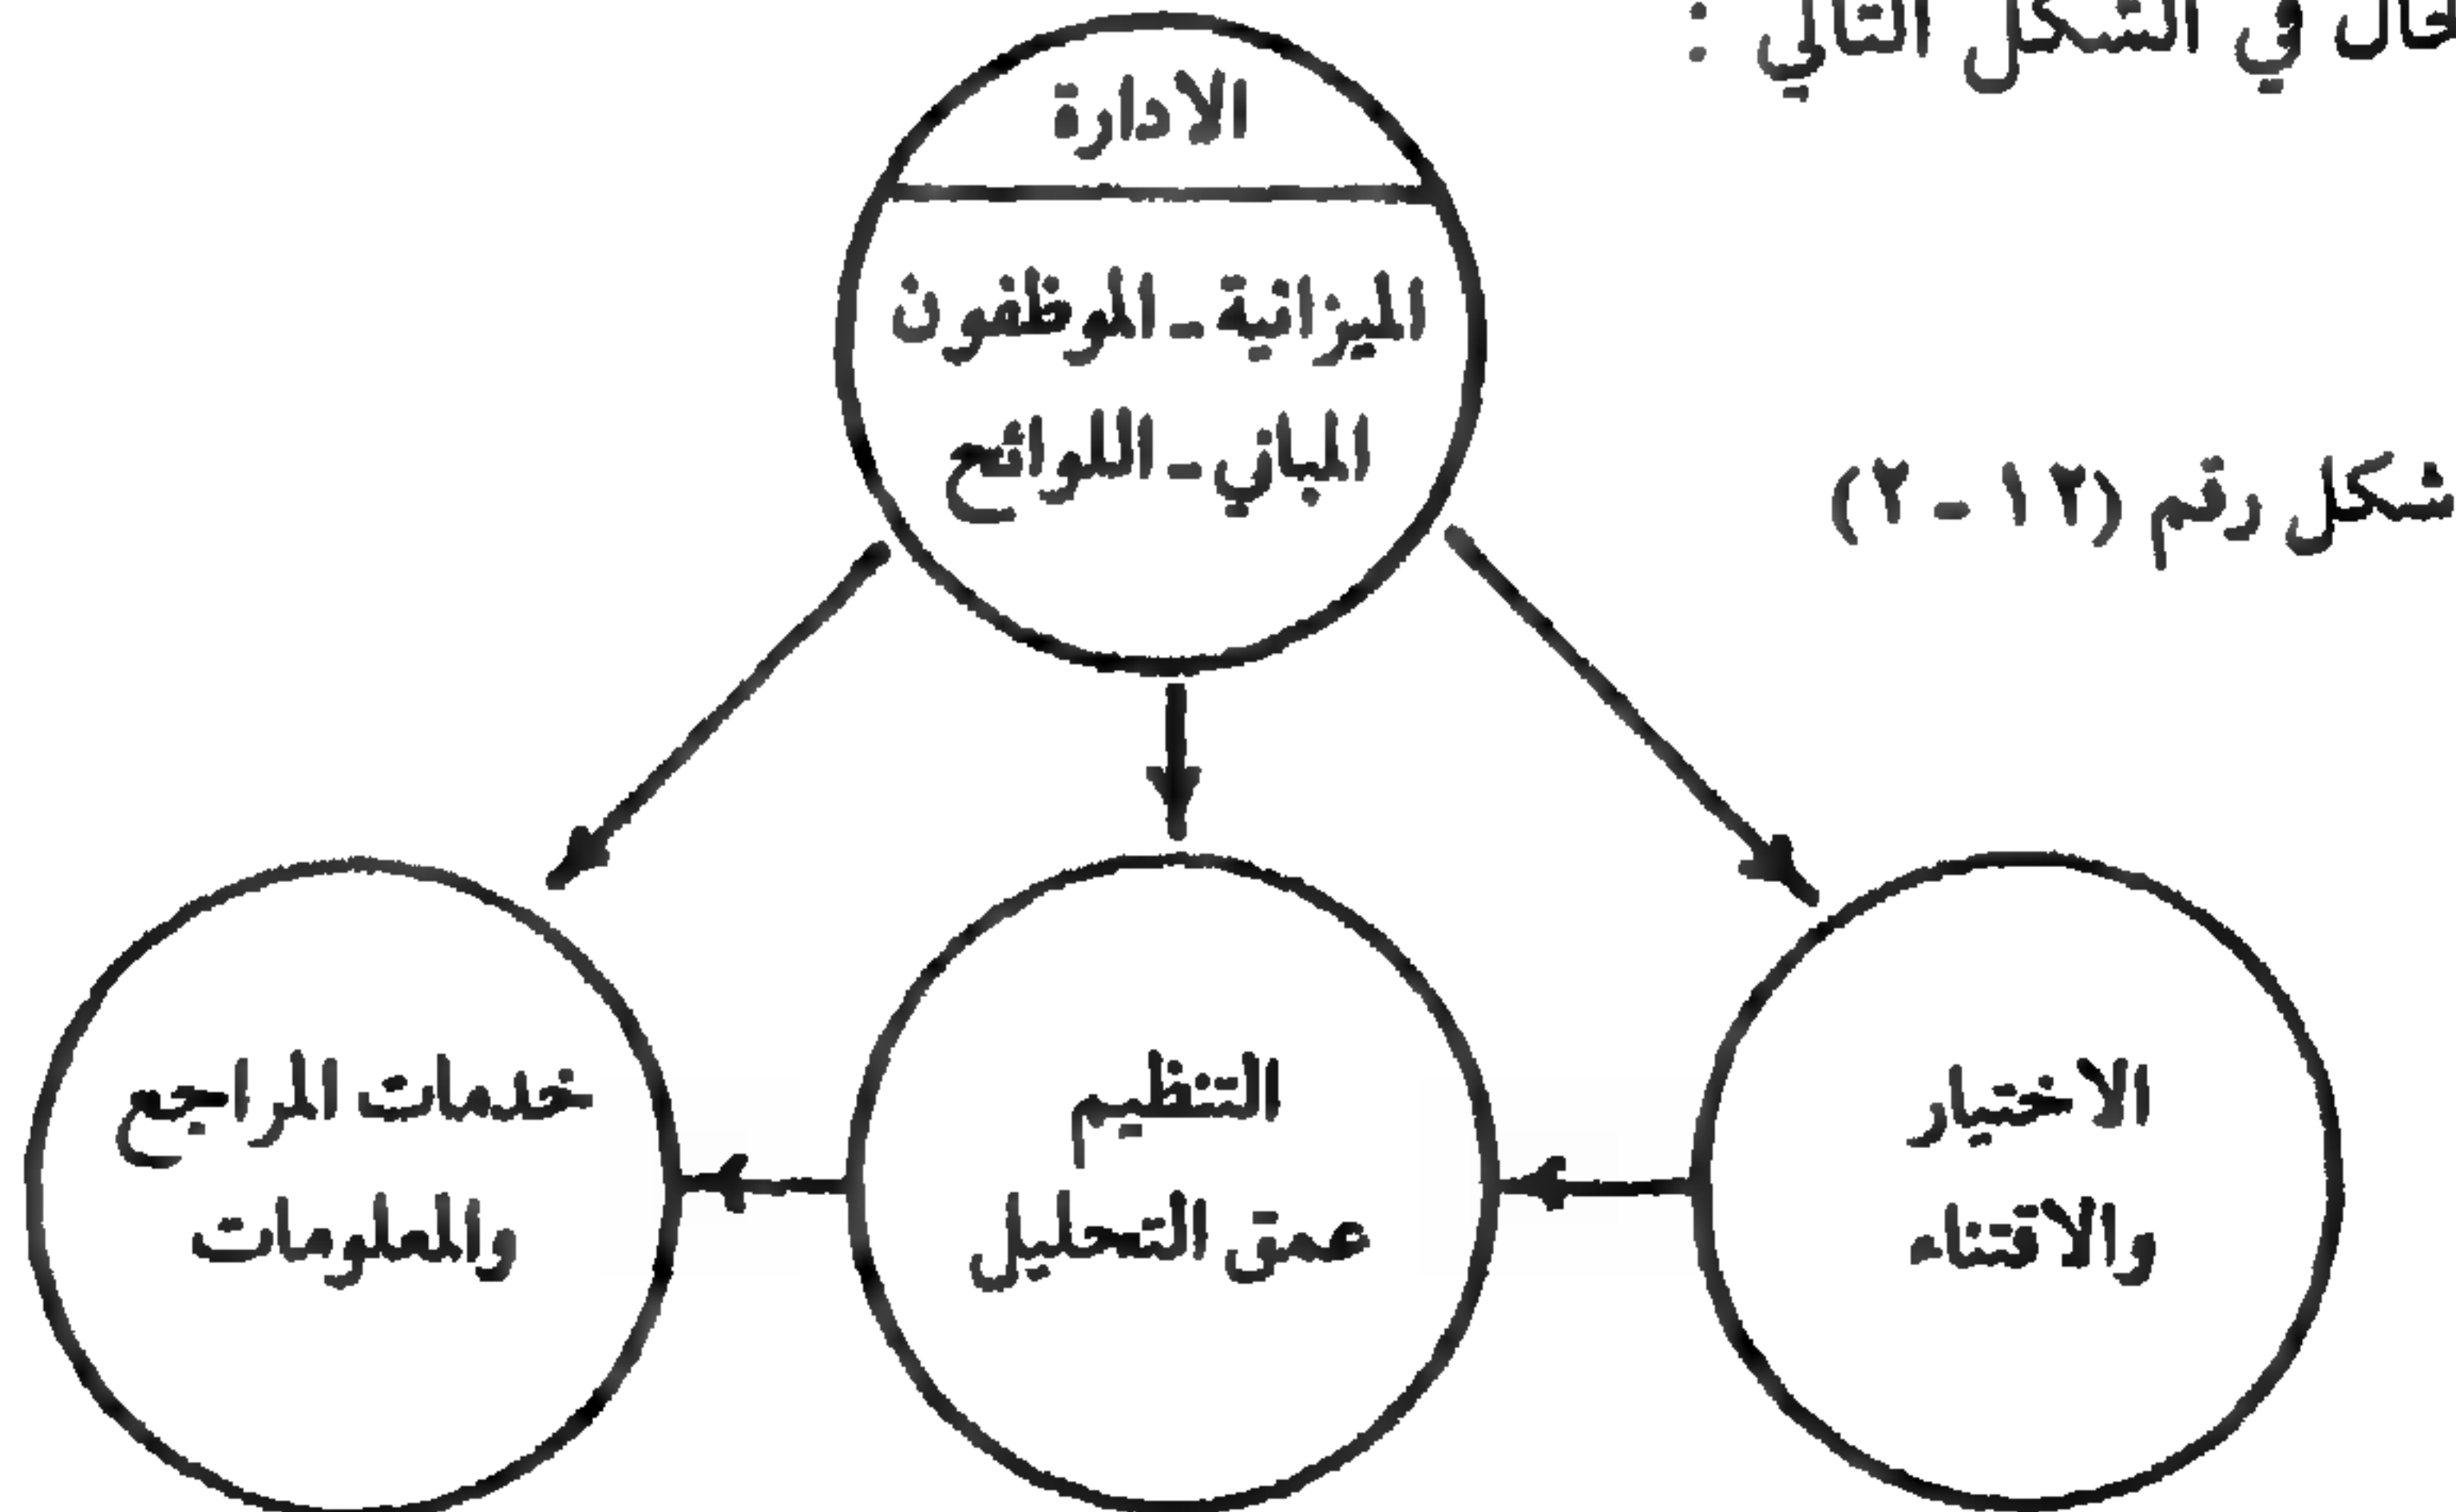 في الشكل التالي :
الادارة
الميزانية - الموظفون
المباني - اللوائح
شكل رقم (١٢ - ٢)
الاختيار
والاقتناء
التنظيم
عمق التحليل
خدمات المراجع
والمعلومات